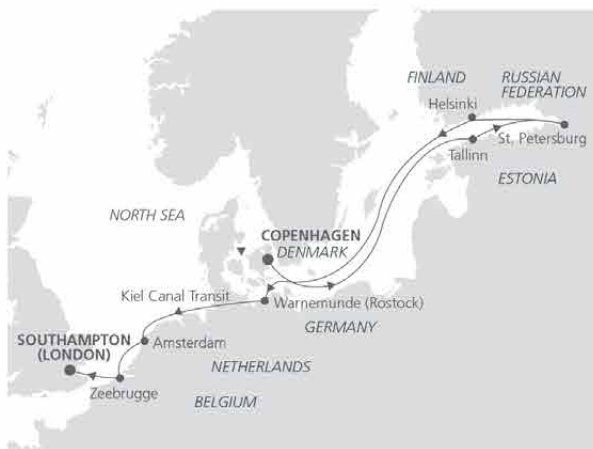 FINLAND
RUSSIAN
FEDERATION
Helsinki
St. Petersburg
Tallinn
ESTONIA
NORTH SEA
COPENHAGEN
DENMARK
Kiel Canal Transit
Warnemunde (Rostock)
GERMANY
SOUTHAMPTON
(LONDON)
Amsterdam
NETHERLANDS
Zeebrugge
BELGIUM